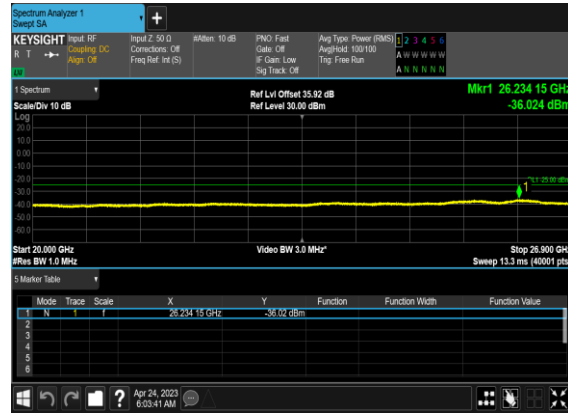 Spectrum Analyzer 1
Swept SA
+
KEYSIGHT Input: RF Input Z: 50 Ω #Atten: 10 dB PNO: Fast Avg Type: Power (RMS) 1 2 3 4 5 6
R T Coupling: DC Corrections: Off Gate: Off Avg|Hold: 100/100 A W W W W W
Align: Off Freq Ref: Int (S) IF Gain: Low Trig: Free Run
Sig Track: Off A N N N N N
1 Spectrum Ref Lvl Offset 35.92 dB Mkr1 26.234 15 GHz
Scale/Div 10 dB Ref Level 30.00 dBm -36.024 dBm
Log
20.0
10.0
0.00
-10.0
-20.0
DL1 -25.00 dBm
-30.0
1
-40.0
-50.0
-60.0
Start 20.000 GHz Video BW 3.0 MHz* Stop 26.900 GHz
#Res BW 1.0 MHz Sweep 13.3 ms (40001 pts)
5 Marker Table
Mode Trace Scale X Y Function Function Width Function Value
1 N 1 f 26.234 15 GHz -36.02 dBm
2
3
4
5
6
? Apr 24, 2023
6:03:41 AM